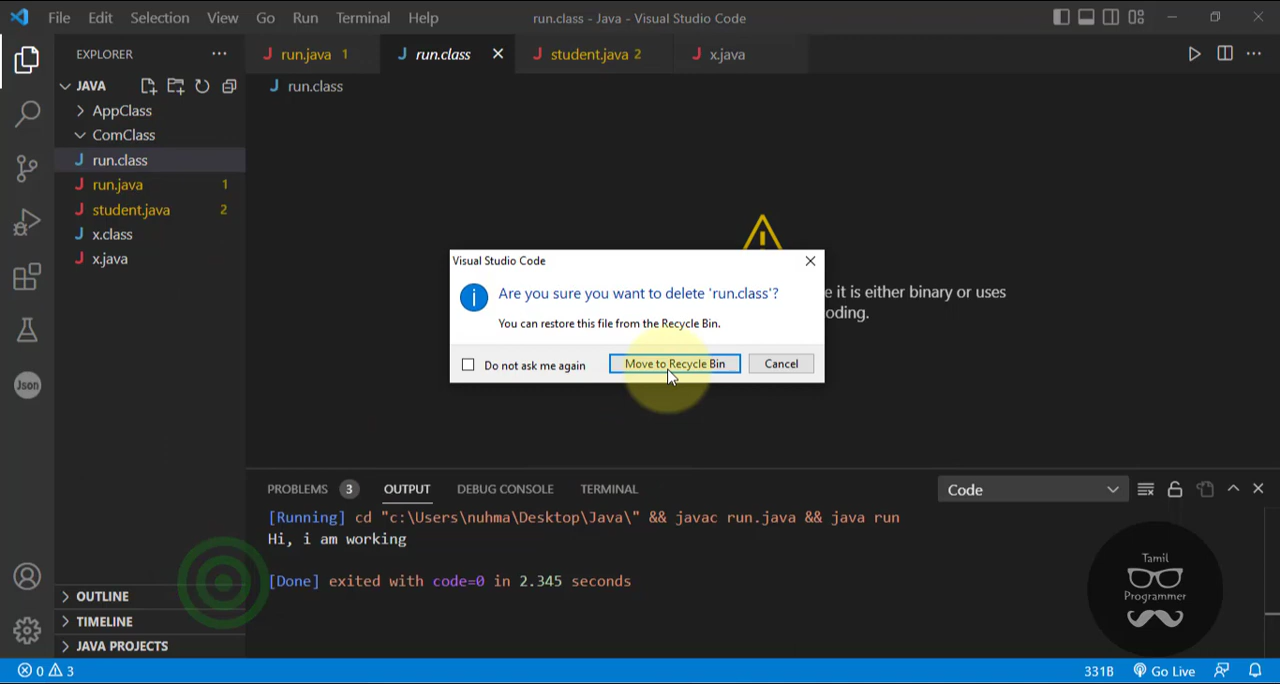 File Edit Selection View Go Run Terminal Help run.class - Java - Visual Studio Code
EXPLORER
JAVA
AppClass
ComClass
run.class
run.java 1
student.java 2
x.class
x.java
OUTLINE
TIMELINE
JAVA PROJECTS
Json
run.java 1 run.class student.java 2 x.java
run.class
e it is either binary or uses
oding.
Visual Studio Code
Are you sure you want to delete 'run.class'?
You can restore this file from the Recycle Bin.
Do not ask me again Move to Recycle Bin Cancel
PROBLEMS 3 OUTPUT DEBUG CONSOLE TERMINAL Code
[Running] cd "c:\Users\nuhma\Desktop\Java\" && javac run.java && java run
Hi, i am working
[Done] exited with code=0 in 2.345 seconds
Tamil
Programmer
0 3 331B Go Live